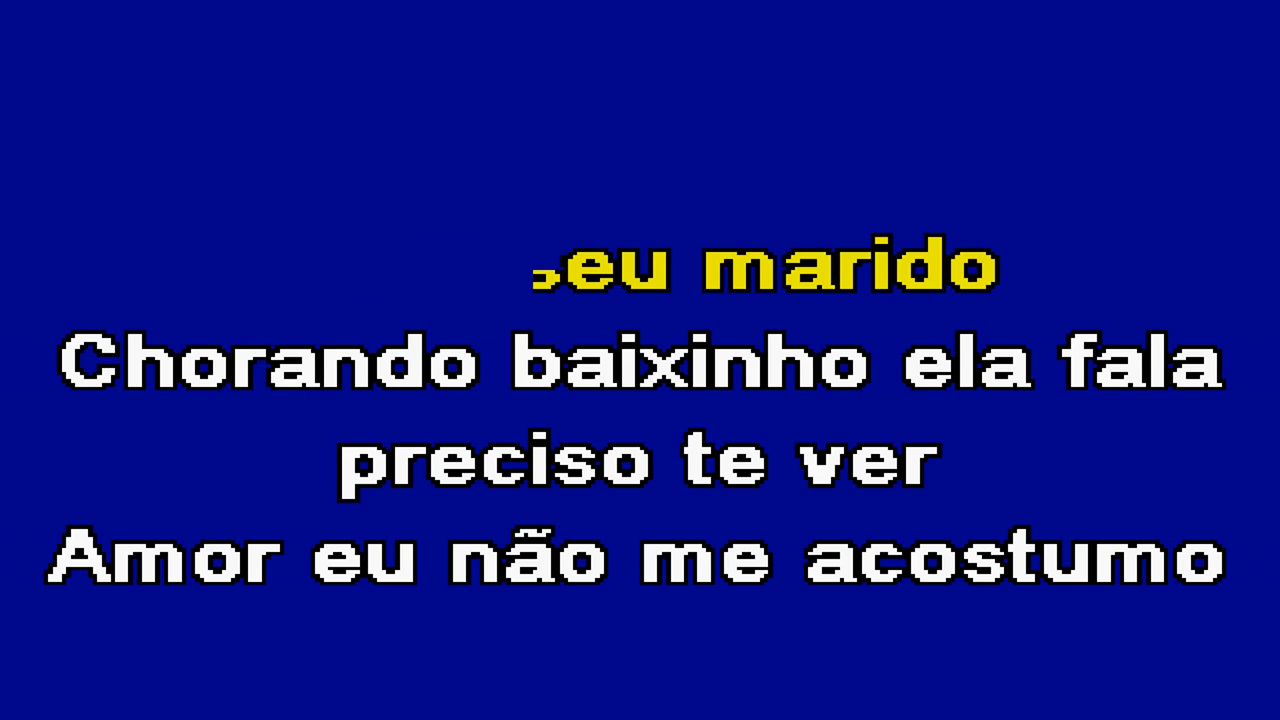 eu marido
Chorando baixinho ela fala
preciso te ver
Amor eu não me acostumo